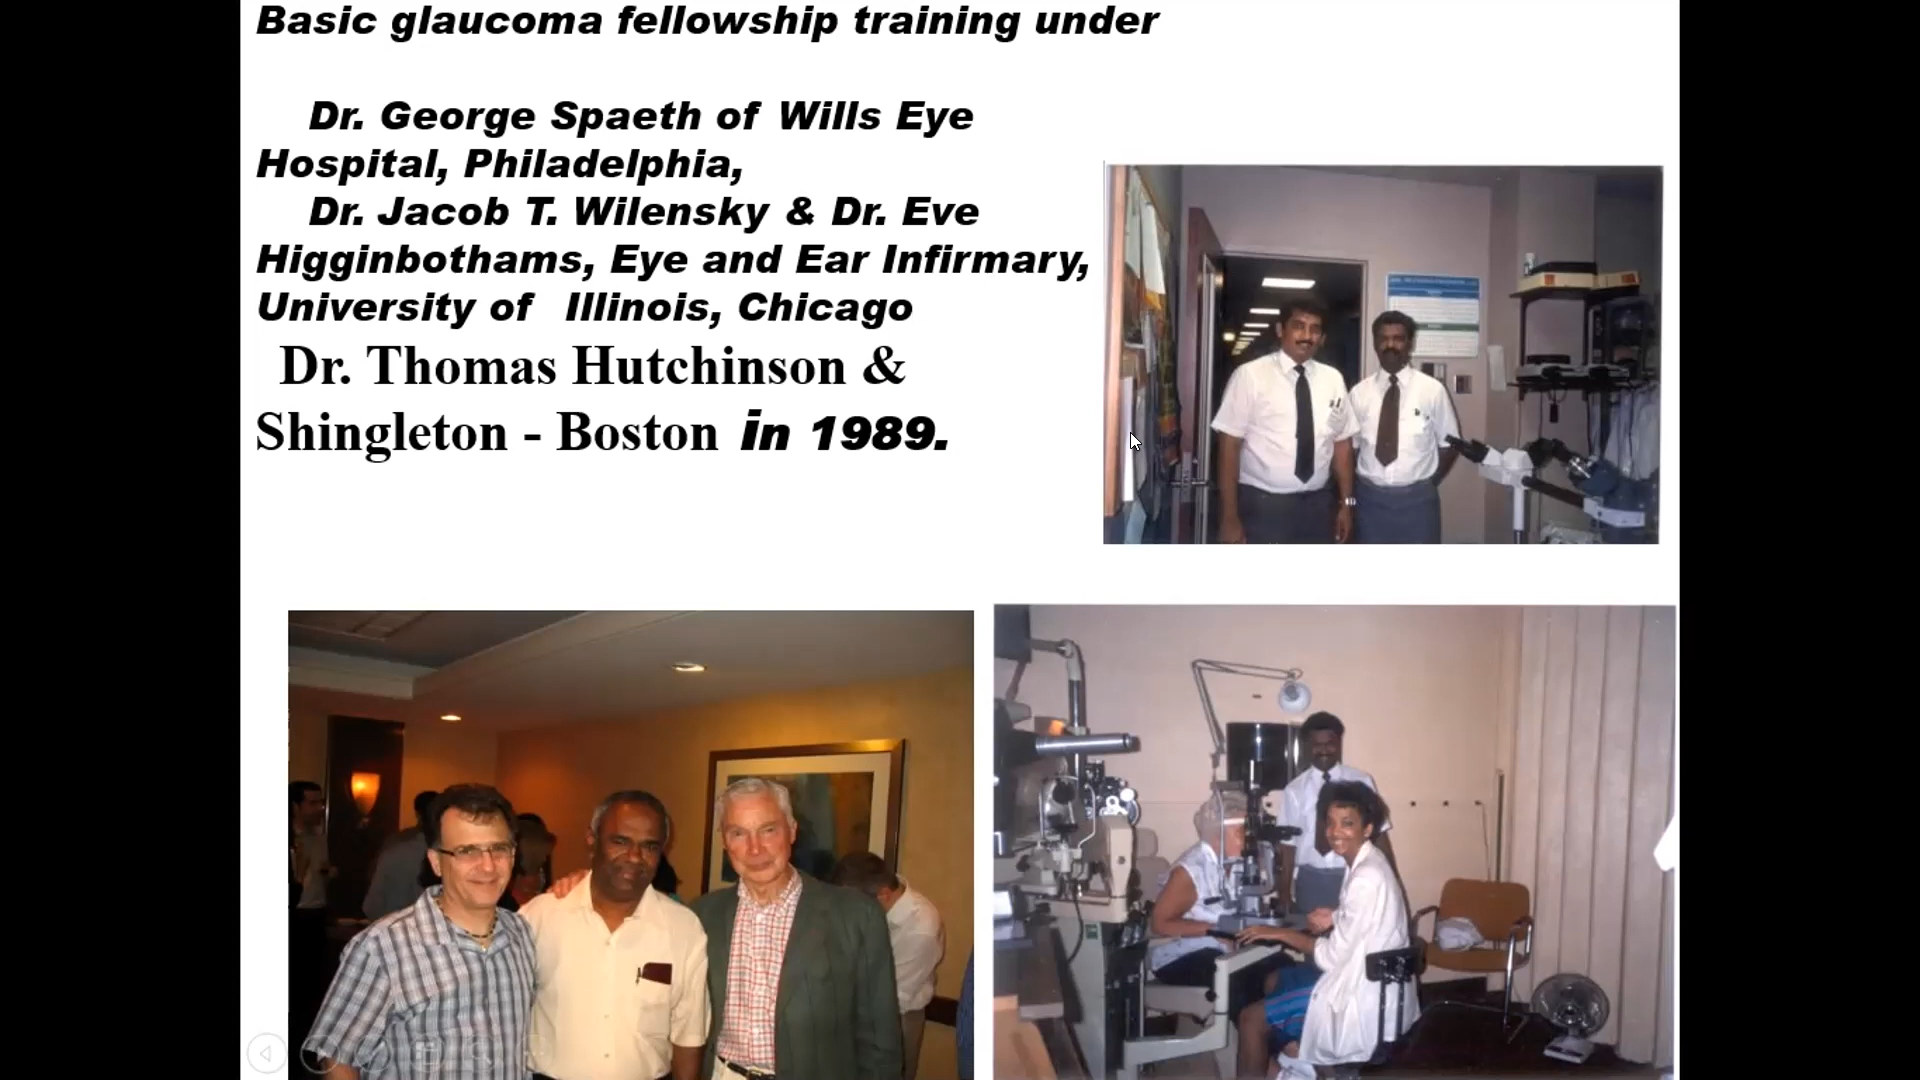 Basic glaucoma fellowship training under
Dr. George Spaeth of Wills Eye
Hospital, Philadelphia,
Dr. Jacob T. Wilensky & Dr. Eve
Higginbothams, Eye and Ear Infirmary,
University of Illinois, Chicago
Dr. Thomas Hutchinson &
Shingleton - Boston in 1989.